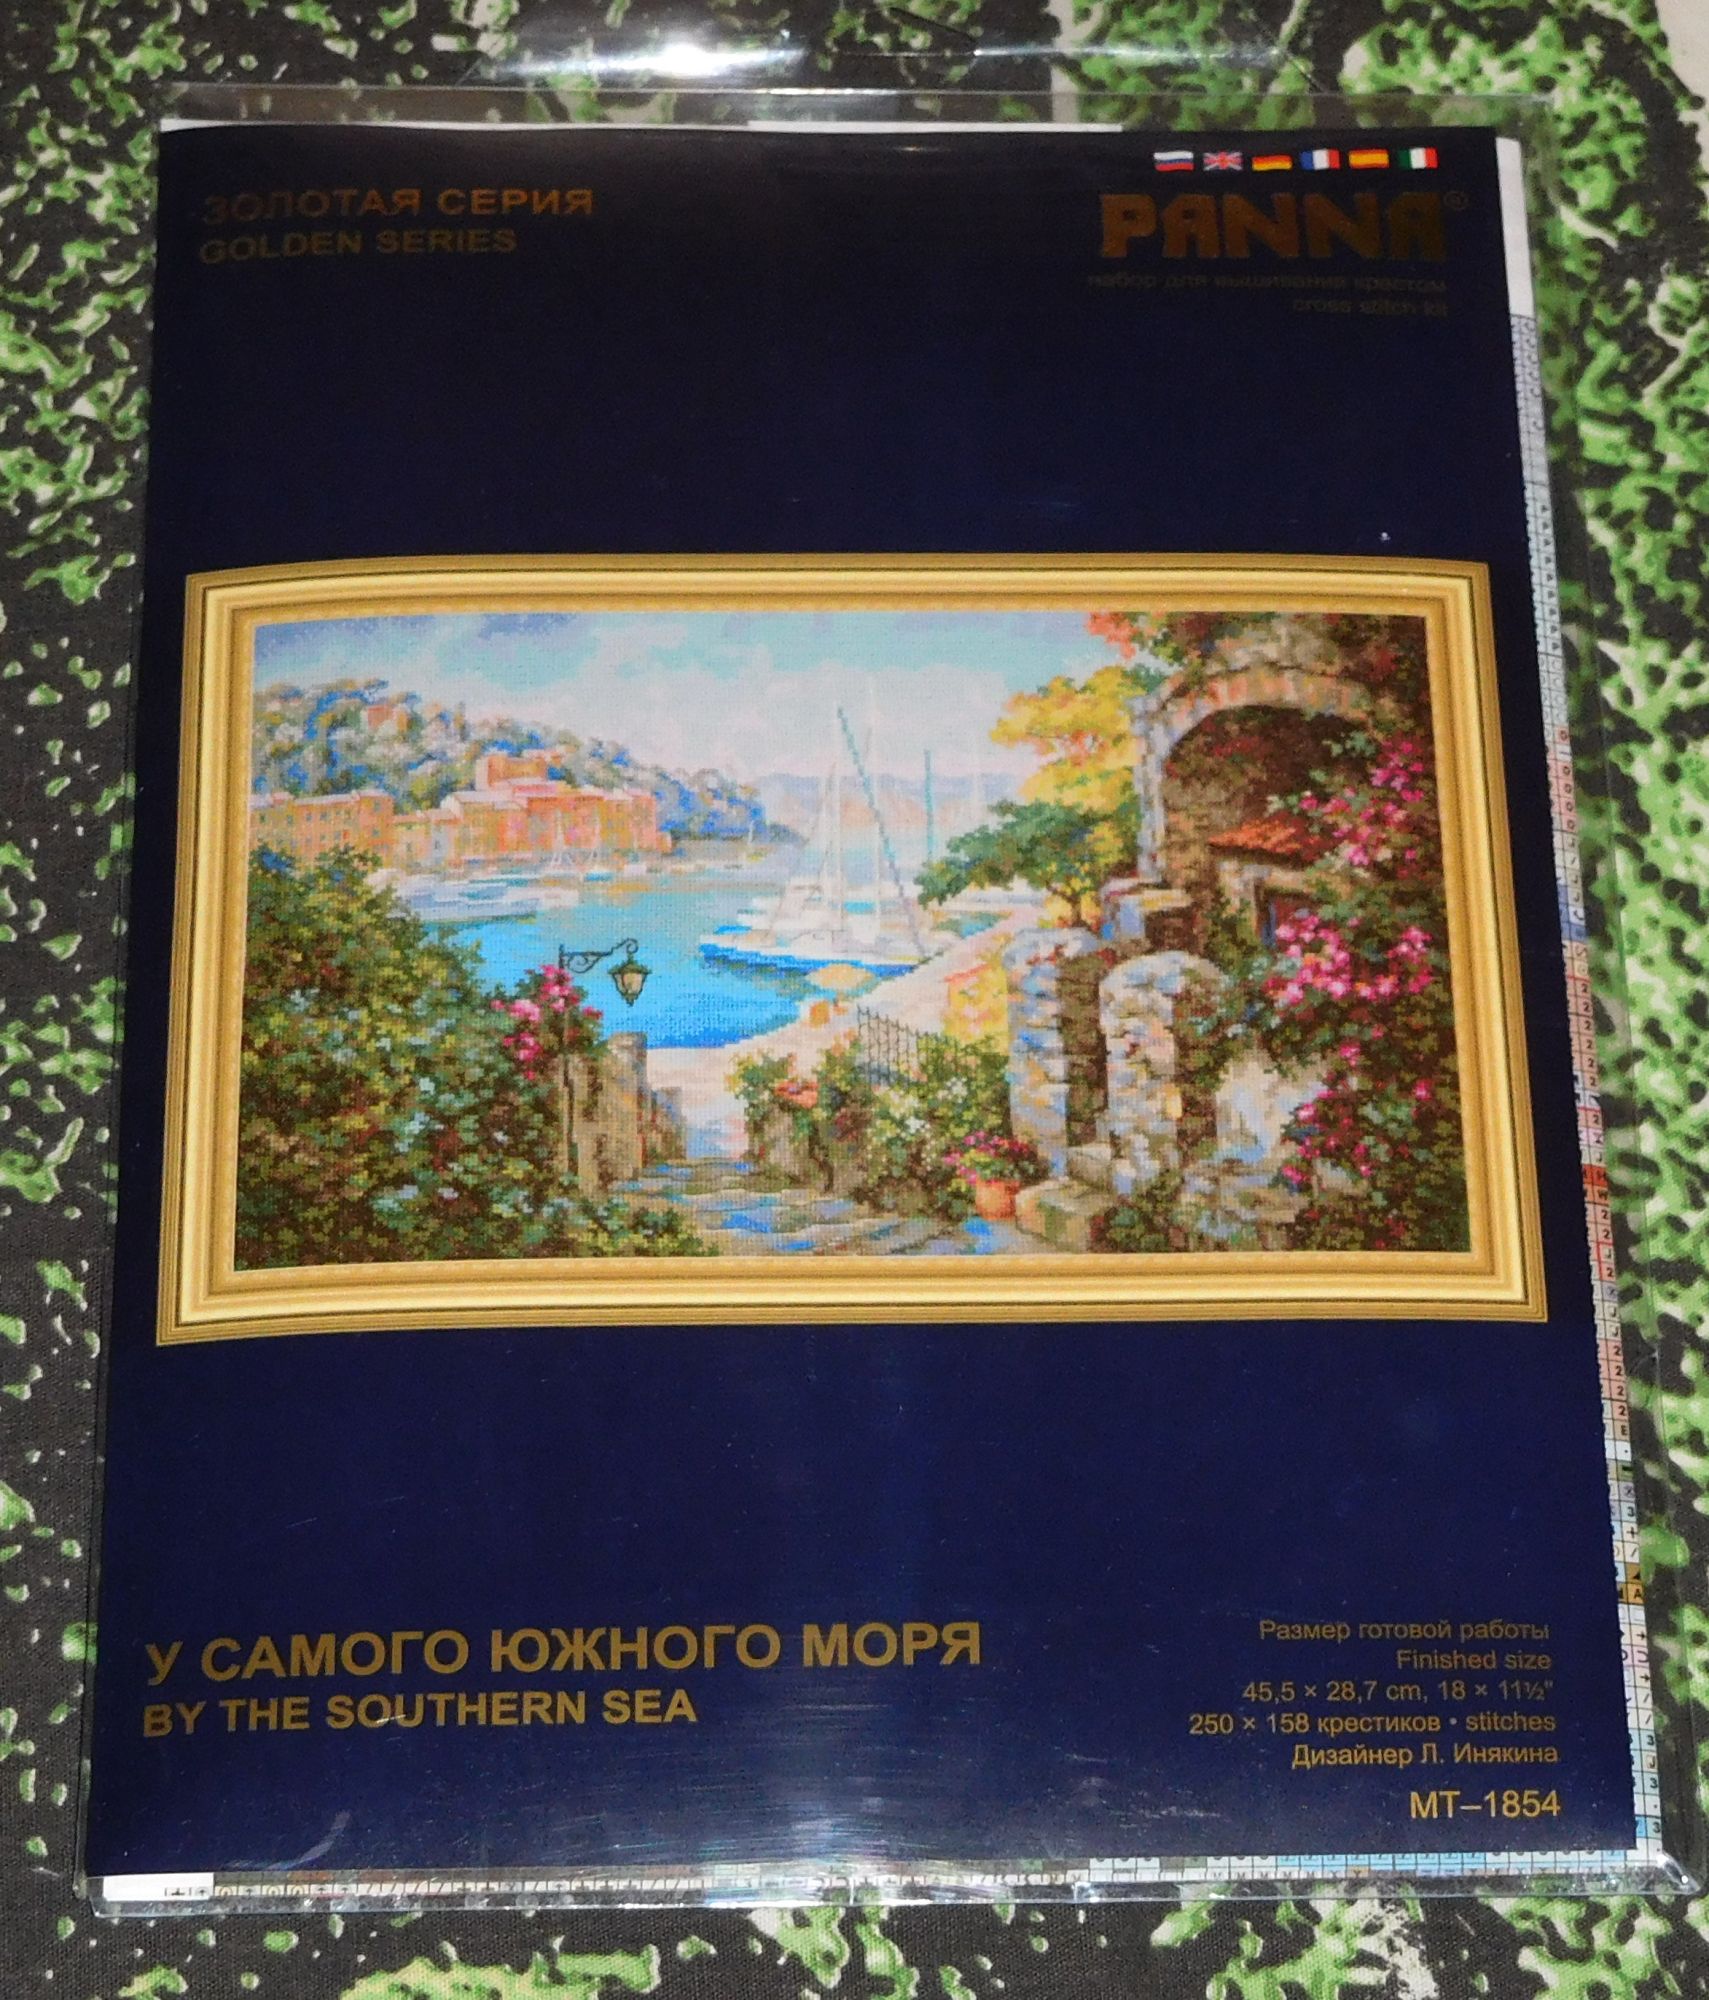 ЗОЛОТАЯ СЕРИЯ
GOLDEN SERIES
PANNA®
набор для вышивания крестом
cross stitch kit
У САМОГО ЮЖНОГО МОРЯ
BY THE SOUTHERN SEA
Размер готовой работы
Finished size
45,5 × 28,7 cm, 18 × 11½"
250 × 158 крестиков • stitches
Дизайнер Л. Инякина
МТ–1854